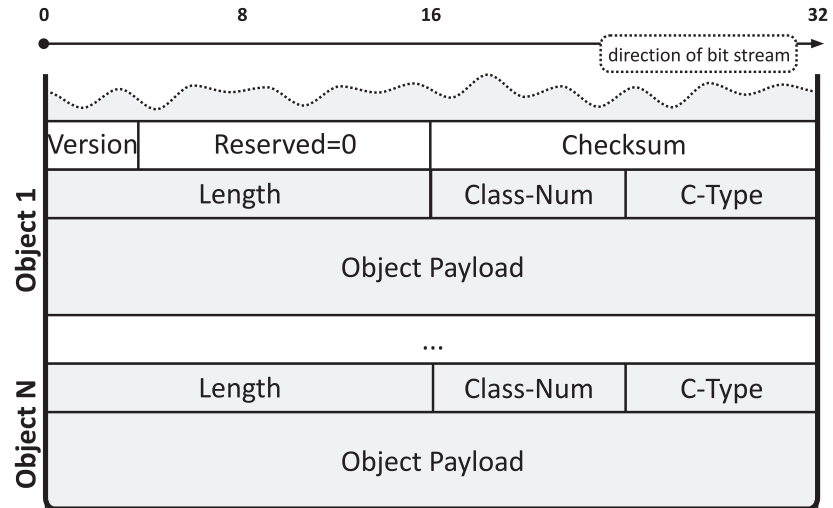 0 8 16 32
direction of bit stream
Version Reserved=0 Checksum
Object 1
Length Class-Num C-Type
Object Payload
...
Object N
Length Class-Num C-Type
Object Payload